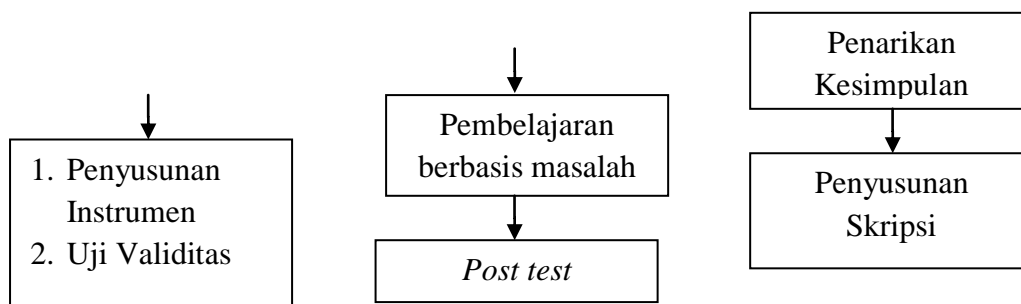 1. Penyusunan
Instrumen
2. Uji Validitas
Pembelajaran
berbasis masalah
Post test
Penarikan
Kesimpulan
Penyusunan
Skripsi